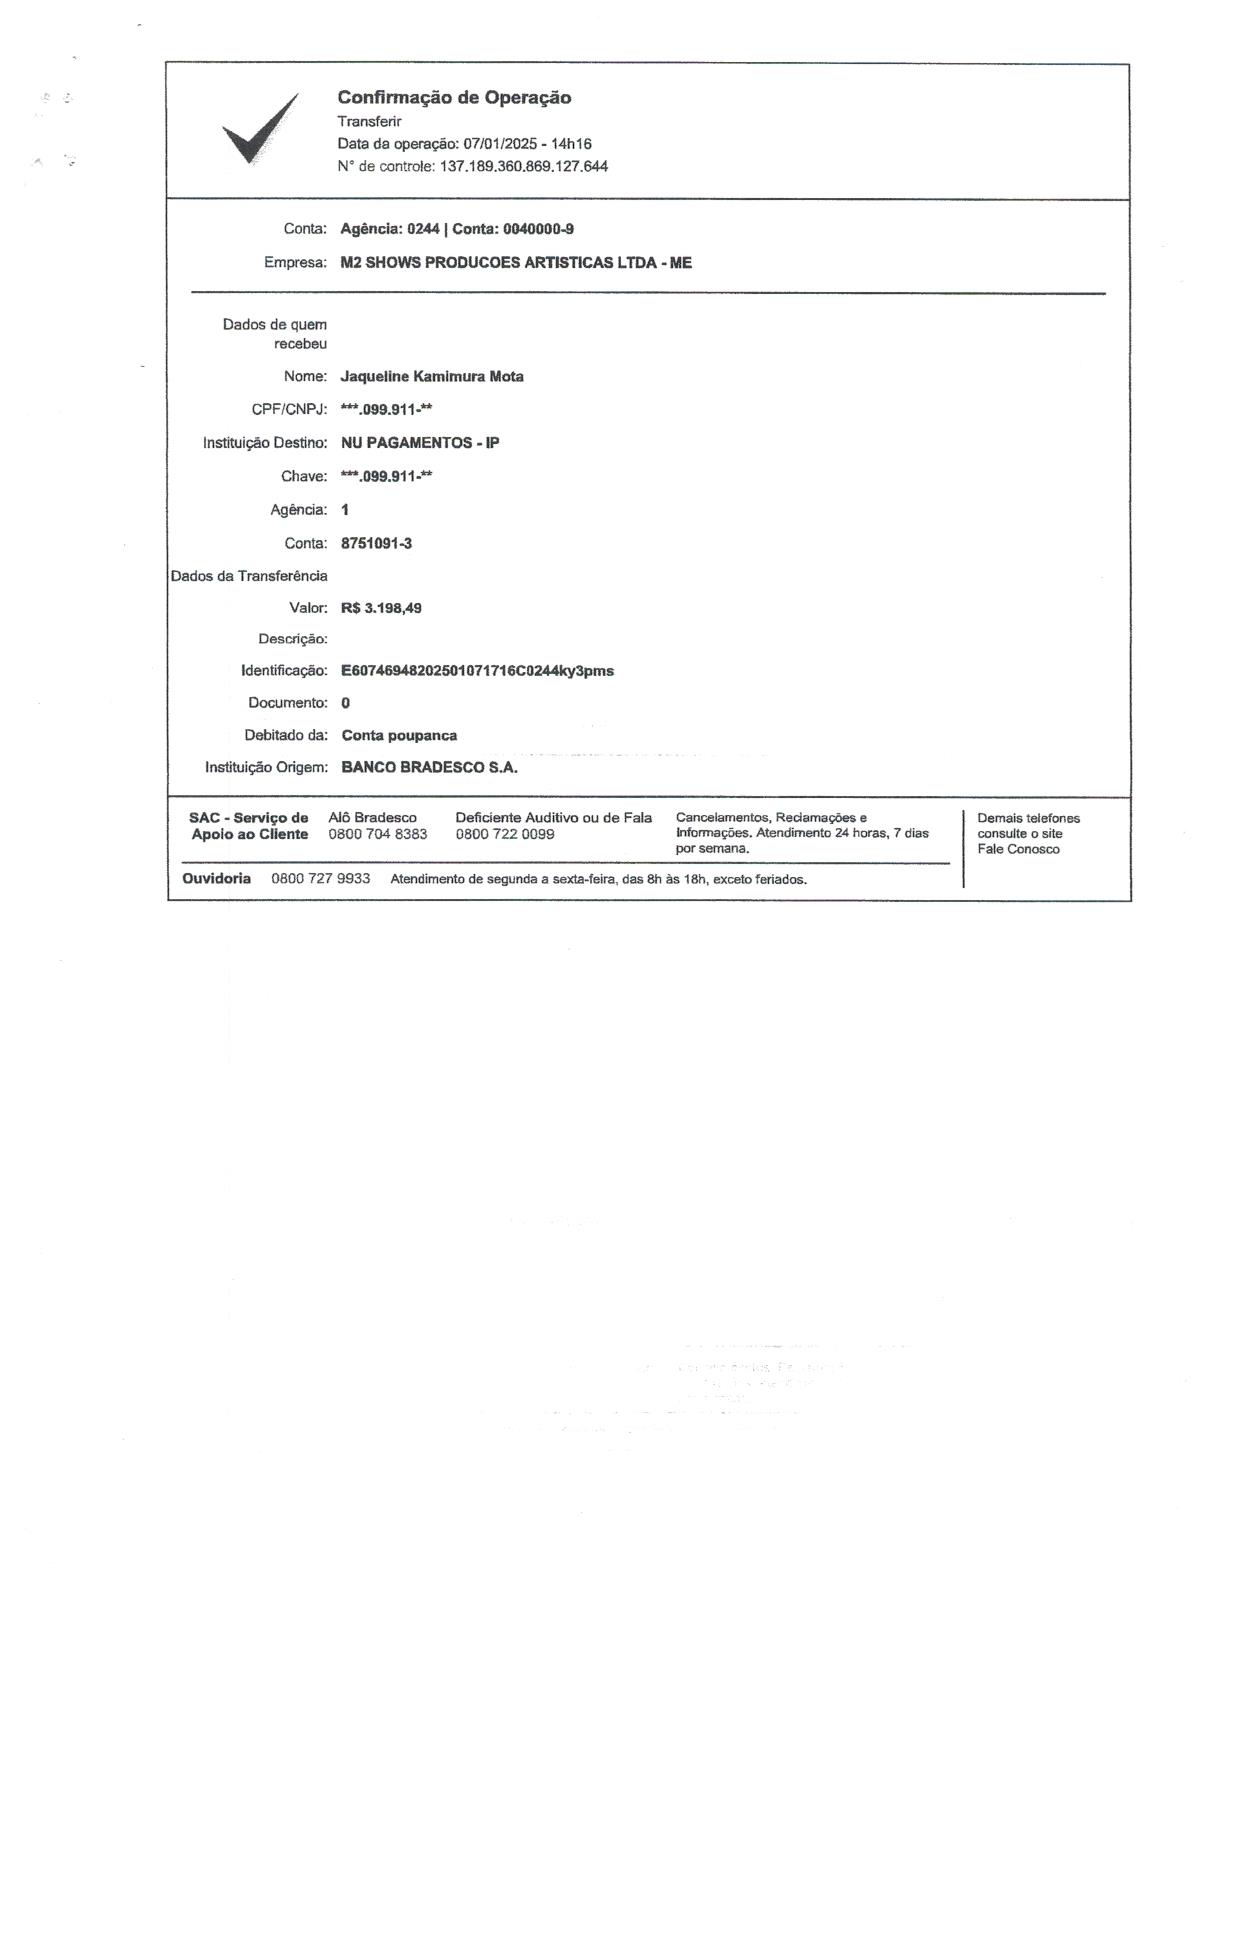 Confirmação de Operação
Transferir
Data da operação: 07/01/2025 - 14h16
N° de controle: 137.189.360.869.127.644
Conta: Agência: 0244 | Conta: 0040000-9
Empresa: M2 SHOWS PRODUCOES ARTISTICAS LTDA - ME
Dados de quem
recebeu
Nome: Jaqueline Kamimura Mota
CPF/CNPJ: ***.099.911-**
Instituição Destino: NU PAGAMENTOS - IP
Chave: ***.099.911-**
Agência: 1
Conta: 8751091-3
Dados da Transferência
Valor: R$ 3.198,49
Descrição:
Identificação: E60746948202501071716C0244ky3pms
Documento: 0
Debitado da: Conta poupanca
Instituição Origem: BANCO BRADESCO S.A.
SAC - Serviço de
Apoio ao Cliente
Alô Bradesco
0800 704 8383
Deficiente Auditivo ou de Fala
0800 722 0099
Cancelamentos, Reclamações e
Informações. Atendimento 24 horas, 7 dias
por semana.
Demais telefones
consulte o site
Fale Conosco
Ouvidoria 0800 727 9933 Atendimento de segunda a sexta-feira, das 8h às 18h, exceto feriados.